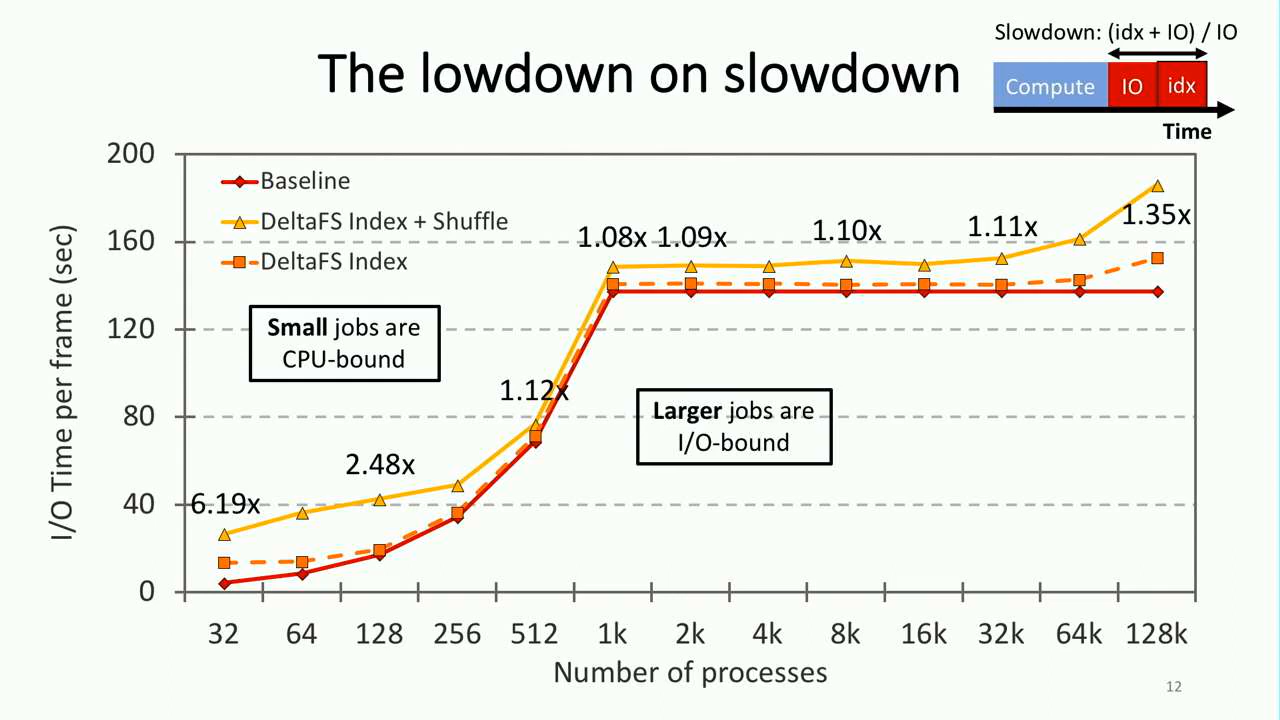 Slowdown: (idx + IO) / IO
The lowdown on slowdown
Compute
IO
idx
Time
200
160
120
80
40
0
I/O Time per frame (sec)
Baseline
DeltaFS Index + Shuffle
DeltaFS Index
Small jobs are
CPU-bound
Larger jobs are
I/O-bound
6.19x
2.48x
1.12x
1.08x
1.09x
1.10x
1.11x
1.35x
32
64
128
256
512
1k
2k
4k
8k
16k
32k
64k
128k
Number of processes
12